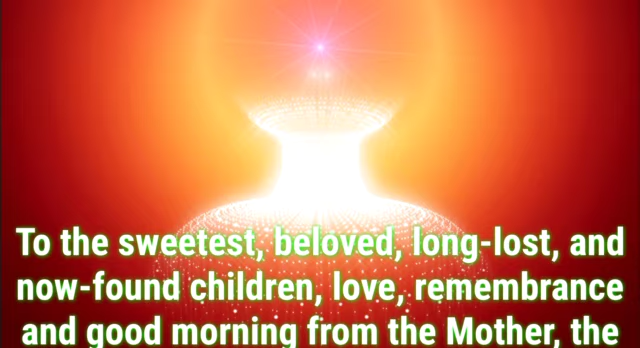 To the sweetest, beloved, long-lost, and
now-found children, love, remembrance
and good morning from the Mother, the